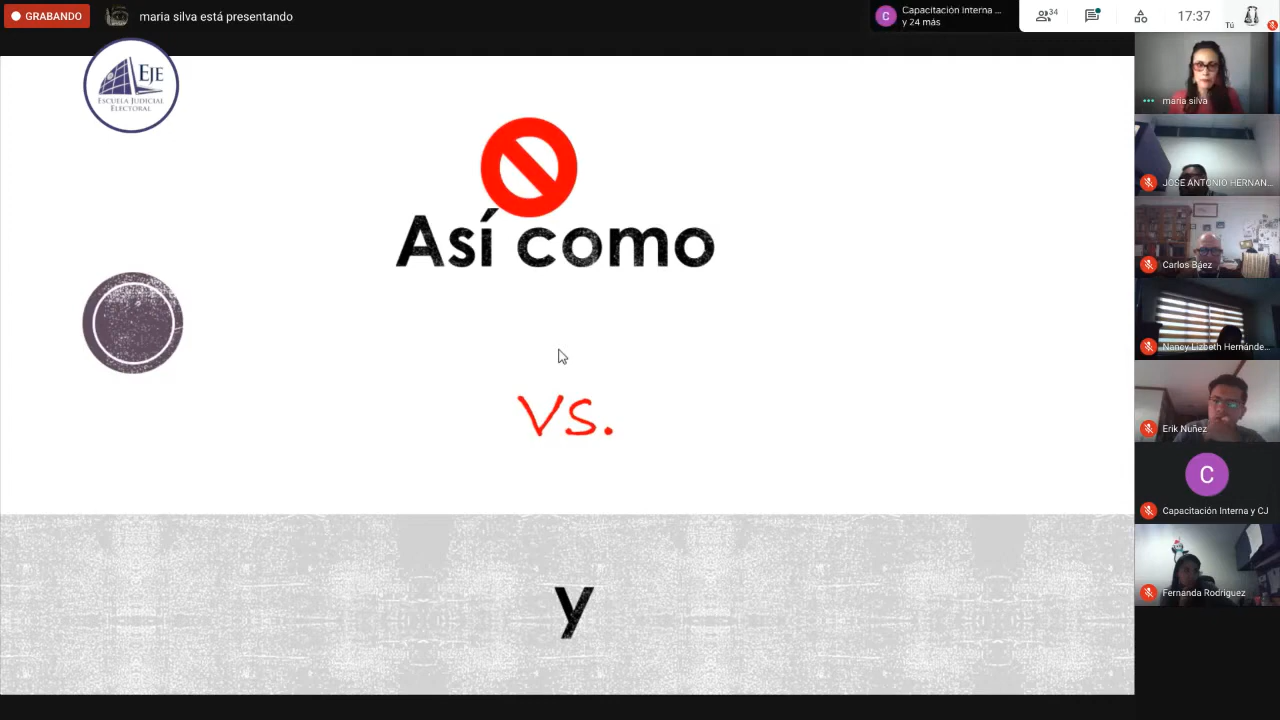 GRABANDO
maria silva está presentando
C
Capacitación Interna ...
y 24 más
34
17:37
Tú
EJE
ESCUELA JUDICIAL
ELECTORAL
Así como
vs.
y
maria silva
JOSE ANTONIO HERNAN...
Carlos Báez
Nancy Lizbeth Hernánde...
Erik Nuñez
C
Capacitación Interna y CJ
Fernanda Rodriguez